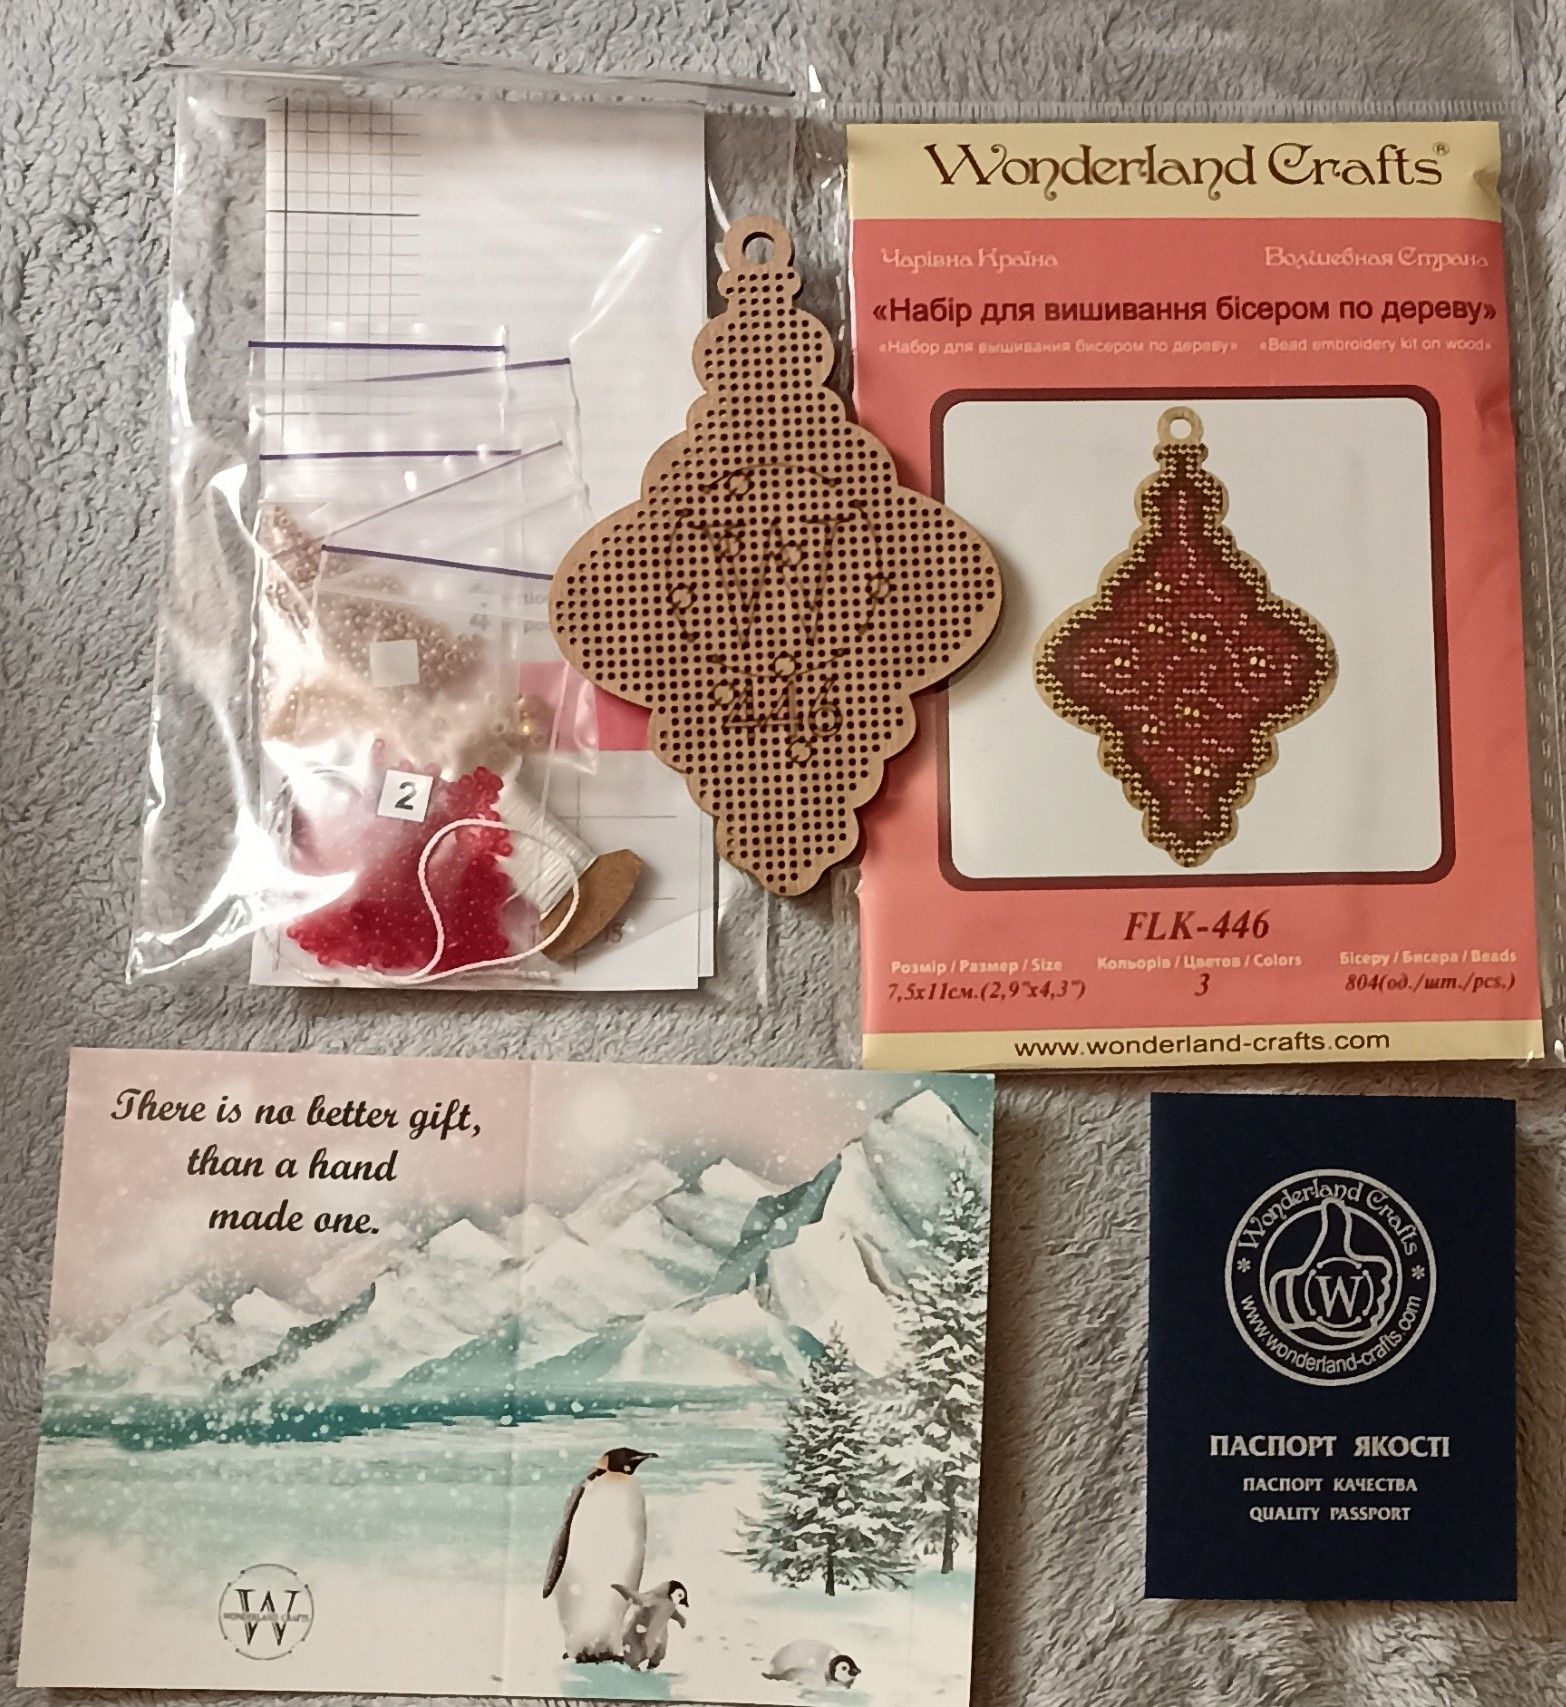 Wonderland Crafts®
Чарівна Країна
Волшебная Страна
«Набір для вишивання бісером по дереву»
«Набор для вышивания бисером по дереву» «Bead embroidery kit on wood»
W
446
2
FLK-446
Розмір / Размер / Size
7,5х11см.(2,9"х4,3")
Кольорів / Цветов / Colors
3
Бісеру / Бисера / Beads
804(од./шт./pcs.)
www.wonderland-crafts.com
There is no better gift,
than a hand
made one.
W
WONDERLAND CRAFTS
* Wonderland Crafts *
W
www.wonderland-crafts.com
ПАСПОРТ ЯКОСТІ
ПАСПОРТ КАЧЕСТВА
QUALITY PASSPORT